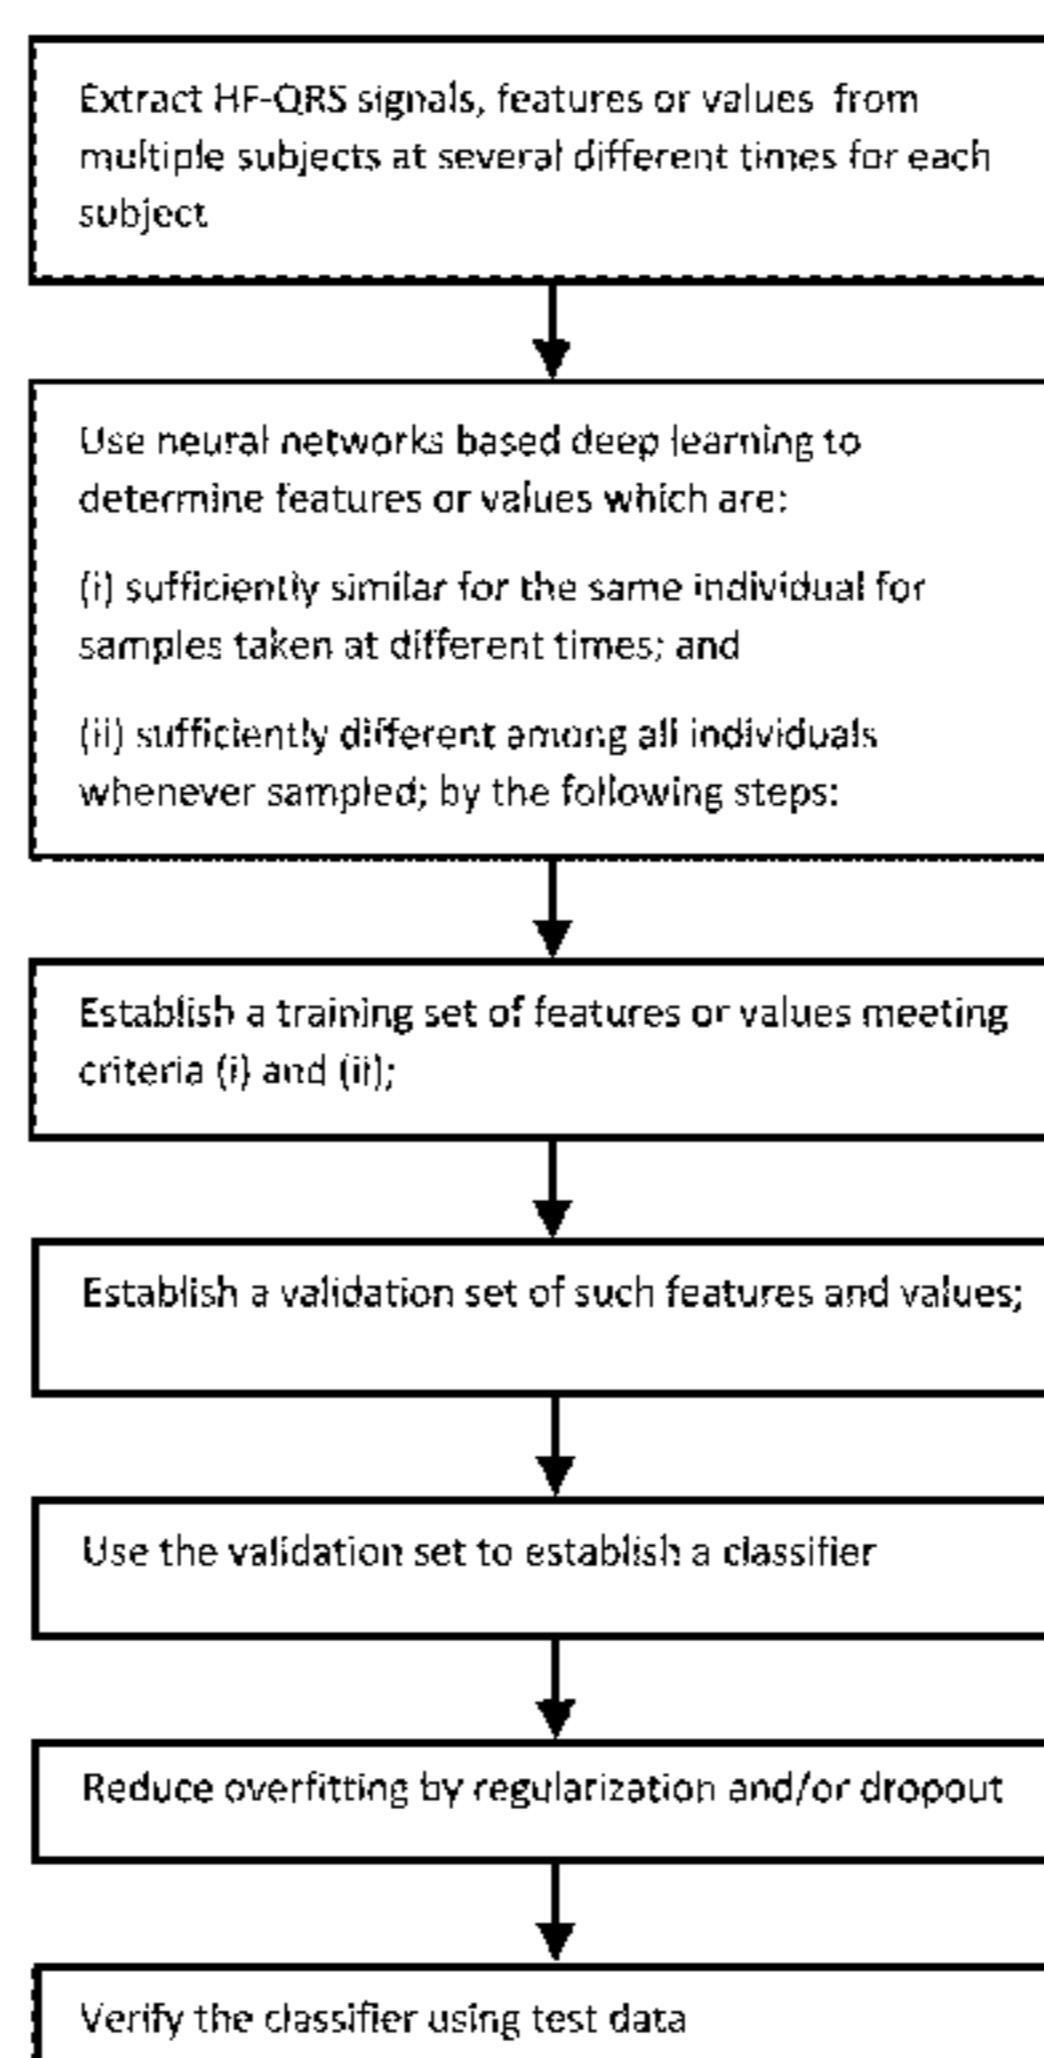 Extract HF-QRS signals, features or values from
multiple subjects at several different times for each
subject
Use neural networks based deep learning to
determine features or values which are:
(i) sufficiently similar for the same individual for
samples taken at different times; and
(ii) sufficiently different among all individuals
whenever sampled; by the following steps:
Establish a training set of features or values meeting
criteria (i) and (ii);
Establish a validation set of such features and values;
Use the validation set to establish a classifier
Reduce overfitting by regularization and/or dropout
Verify the classifier using test data